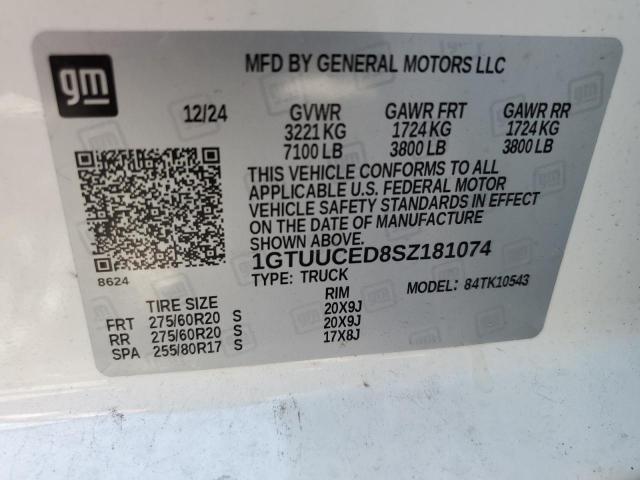 gm
MFD BY GENERAL MOTORS LLC
12/24 GVWR GAWR FRT GAWR RR
3221 KG 1724 KG 1724 KG
7100 LB 3800 LB 3800 LB
THIS VEHICLE CONFORMS TO ALL
APPLICABLE U.S. FEDERAL MOTOR
VEHICLE SAFETY STANDARDS IN EFFECT
ON THE DATE OF MANUFACTURE
SHOWN ABOVE.
8624
1GTUUCED8SZ181074
TYPE: TRUCK MODEL: 84TK10543
TIRE SIZE RIM
FRT 275/60R20 S 20X9J
RR 275/60R20 S 20X9J
SPA 255/80R17 S 17X8J